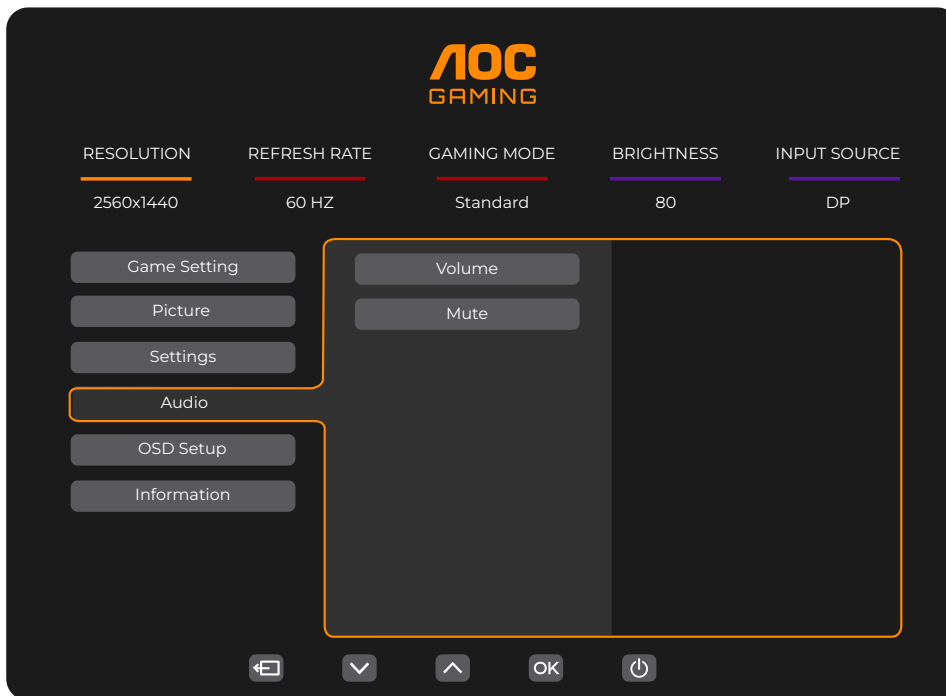 AOC
GAMING
RESOLUTION REFRESH RATE GAMING MODE BRIGHTNESS INPUT SOURCE
2560x1440 60 HZ Standard 80 DP
Game Setting Volume
Picture Mute
Settings
Audio
OSD Setup
Information
OK